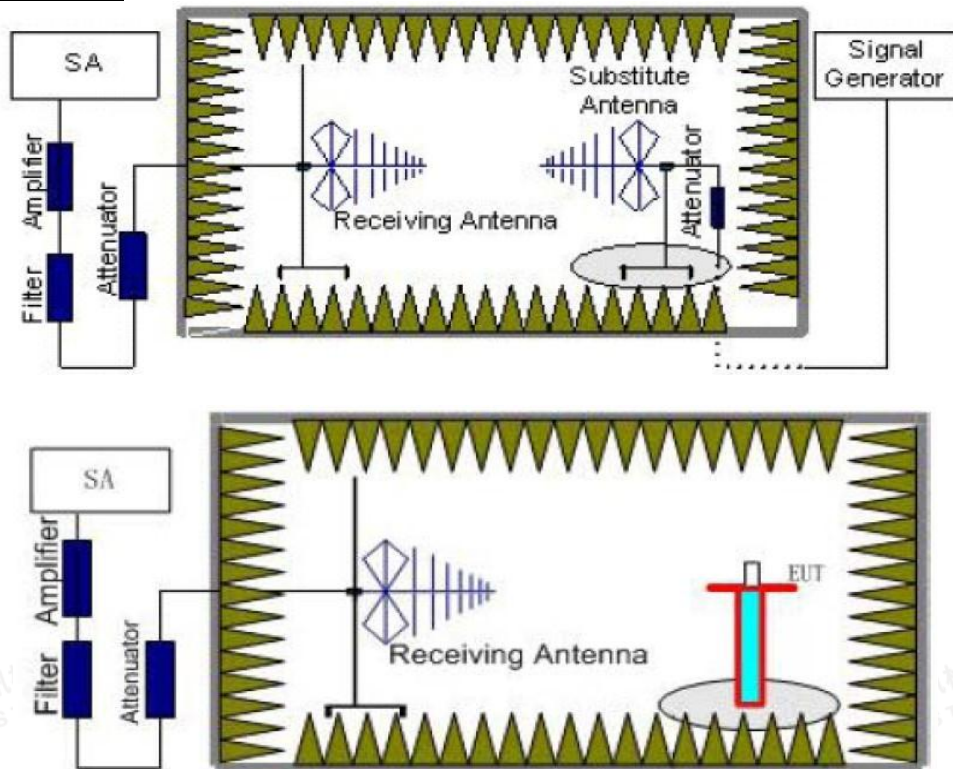 SA
Signal
Generator
Substitute
Antenna
Amplifier
Attenuator
Attenuator
Receiving Antenna
Filter
SA
EUT
Amplifier
Receiving Antenna
Filter
Attenuator